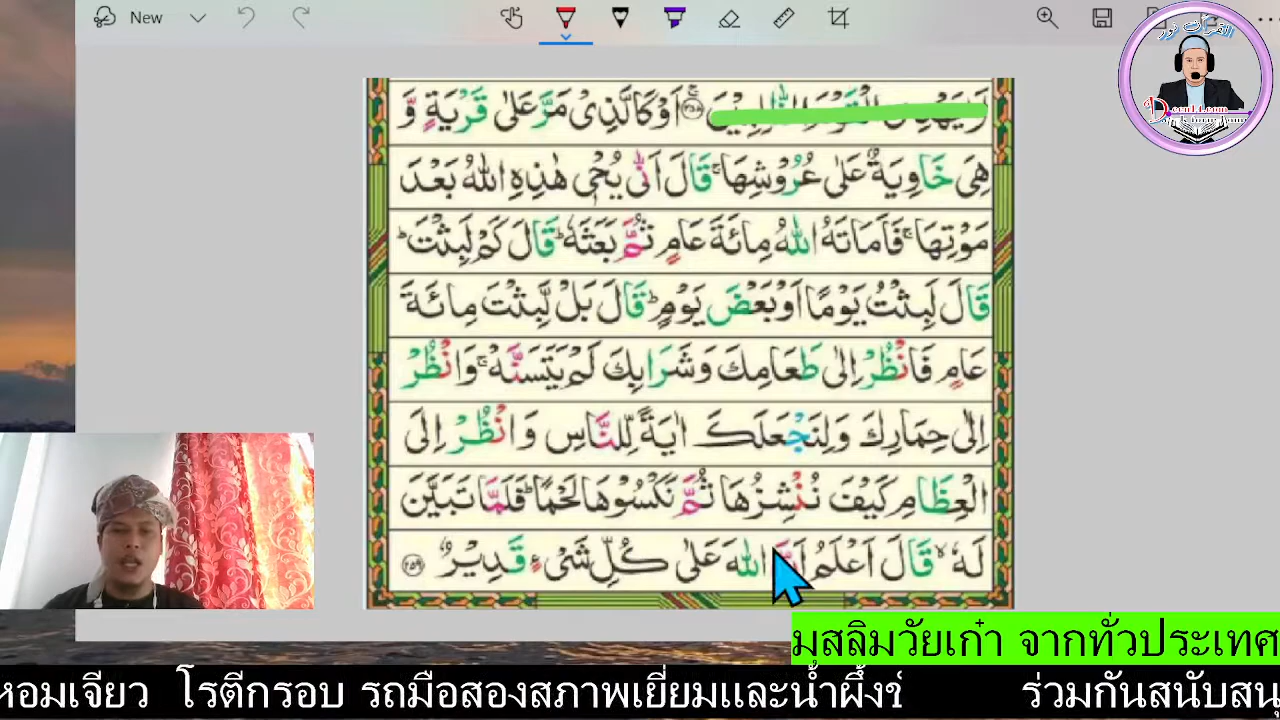 New
القرآن نور
اَوْ كَالَّذِىْ مَرَّ عَلٰى قَرْيَةٍ وَّ
هِىَ خَاوِيَةٌ عَلٰى عُرُوْشِهَا ۚ قَالَ اَنّٰى يُحْىٖ هٰذِهِ اللّٰهُ بَعْدَ
مَوْتِهَا ۚ فَاَمَاتَهُ اللّٰهُ مِائَةَ عَامٍ ثُمَّ بَعَثَهٗ ؕ قَالَ كَمْ لَبِثْتَ ؕ
قَالَ لَبِثْتُ يَوْمًا اَوْ بَعْضَ يَوْمٍ ؕ قَالَ بَلْ لَّبِثْتَ مِائَةَ
عَامٍ فَانْظُرْ اِلٰى طَعَامِكَ وَشَرَابِكَ لَمْ يَتَسَنَّهْ ۚ وَانْظُرْ
اِلٰى حِمَارِكَ وَلِنَجْعَلَكَ اٰيَةً لِّلنَّاسِ وَانْظُرْ اِلَى
الْعِظَامِ كَيْفَ نُنْشِزُهَا ثُمَّ نَكْسُوْهَا لَحْمًا ؕ فَلَمَّا تَبَيَّنَ
لَهٗ ۙ قَالَ اَعْلَمُ اَنَّ اللّٰهَ عَلٰى كُلِّ شَىْءٍ قَدِيْرٌ ﴿۲۵۹﴾
มุสลิมวัยเก๋า จากทั่วประเทศ
หอมเจียว โรตีกรอบ รถมือสองสภาพเยี่ยมและน้ำผึ้ง ร่วมกันสนับสนุ